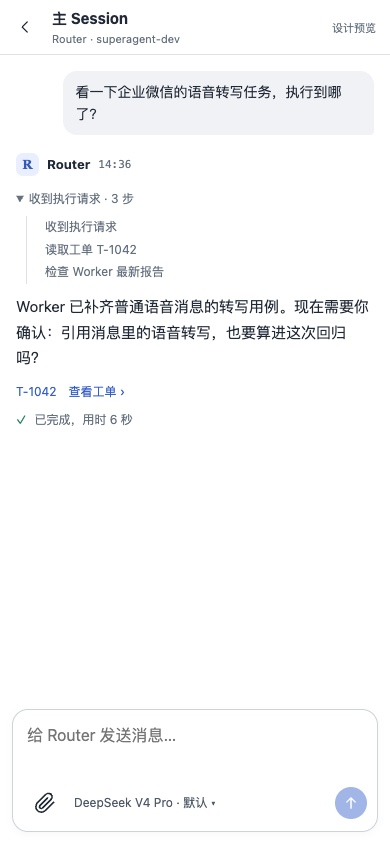 主 Session
Router · superagent-dev
设计预览
看一下企业微信的语音转写任务，执行到哪
了？
R Router 14:36
▼ 收到执行请求 · 3 步
收到执行请求
读取工单 T-1042
检查 Worker 最新报告
Worker 已补齐普通语音消息的转写用例。现在需要你
确认：引用消息里的语音转写，也要算进这次回归
吗？
T-1042 查看工单 ›
✓ 已完成，用时 6 秒
给 Router 发送消息...
DeepSeek V4 Pro · 默认 ▾